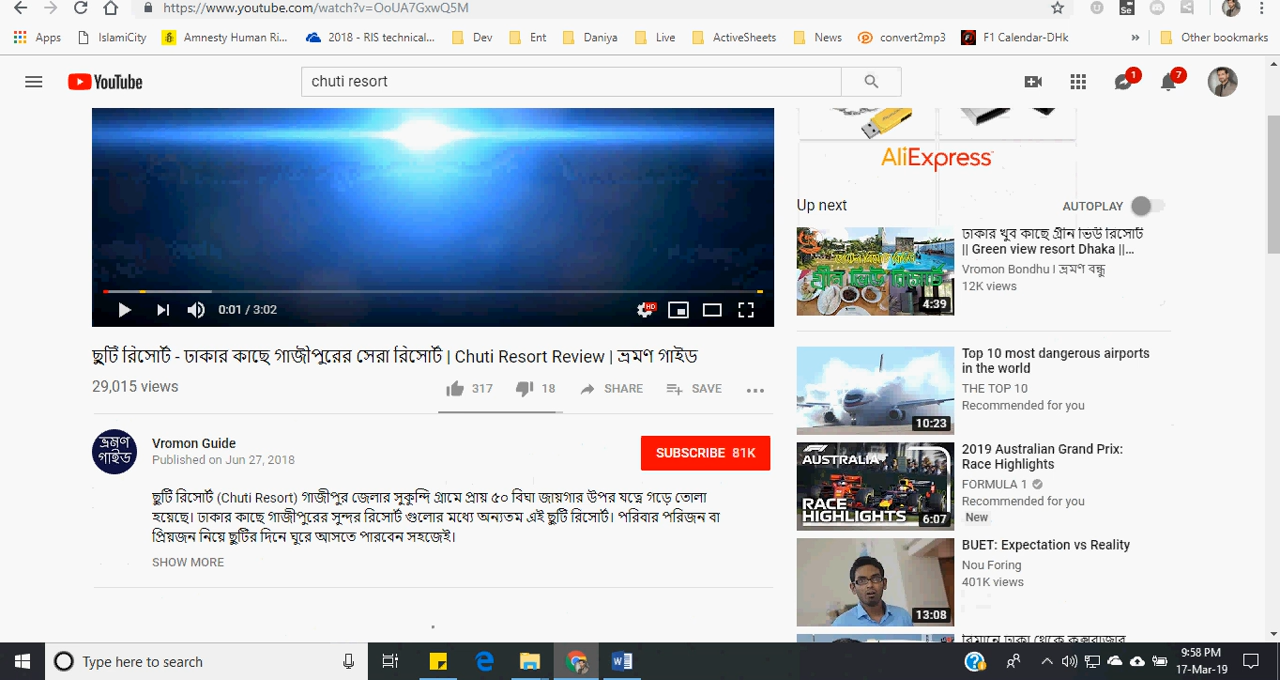 https://www.youtube.com/watch?v=OoUA7GxwQ5M
Se
Apps
IslamiCity
Amnesty Human Ri...
2018 - RIS technical...
Dev
Ent
Daniya
Live
ActiveSheets
News
convert2mp3
F1 Calendar-DHk
»
Other bookmarks
YouTube
chuti resort
1
7
AliExpress
Up next
AUTOPLAY
0:01 / 3:02
HD
ছুটি রিসোর্ট - ঢাকার কাছে গাজীপুরের সেরা রিসোর্ট | Chuti Resort Review | ভ্রমণ গাইড
29,015 views
317
18
SHARE
SAVE
ভ্রমণ
গাইড
Vromon Guide
Published on Jun 27, 2018
SUBSCRIBE 81K
ছুটি রিসোর্ট (Chuti Resort) গাজীপুর জেলার সুকুন্দি গ্রামে প্রায় ৫০ বিঘা জায়গার উপর যত্নে গড়ে তোলা
হয়েছে। ঢাকার কাছে গাজীপুরের সুন্দর রিসোর্ট গুলোর মধ্যে অন্যতম এই ছুটি রিসোর্ট। পরিবার পরিজন বা
প্রিয়জন নিয়ে ছুটির দিনে ঘুরে আসতে পারবেন সহজেই।
SHOW MORE
গ্রীন ভিউ রিসোর্ট
4:39
ঢাকার খুব কাছে গ্রীন ভিউ রিসোর্ট
|| Green view resort Dhaka ||...
Vromon Bondhu । ভ্রমণ বন্ধু
12K views
10:23
Top 10 most dangerous airports
in the world
THE TOP 10
Recommended for you
AUSTRALIA
RACE
HIGHLIGHTS
6:07
2019 Australian Grand Prix:
Race Highlights
FORMULA 1
Recommended for you
New
13:08
BUET: Expectation vs Reality
Nou Foring
401K views
বিমানে ঢাকা থেকে কক্সবাজার
Type here to search
9:58 PM
17-Mar-19